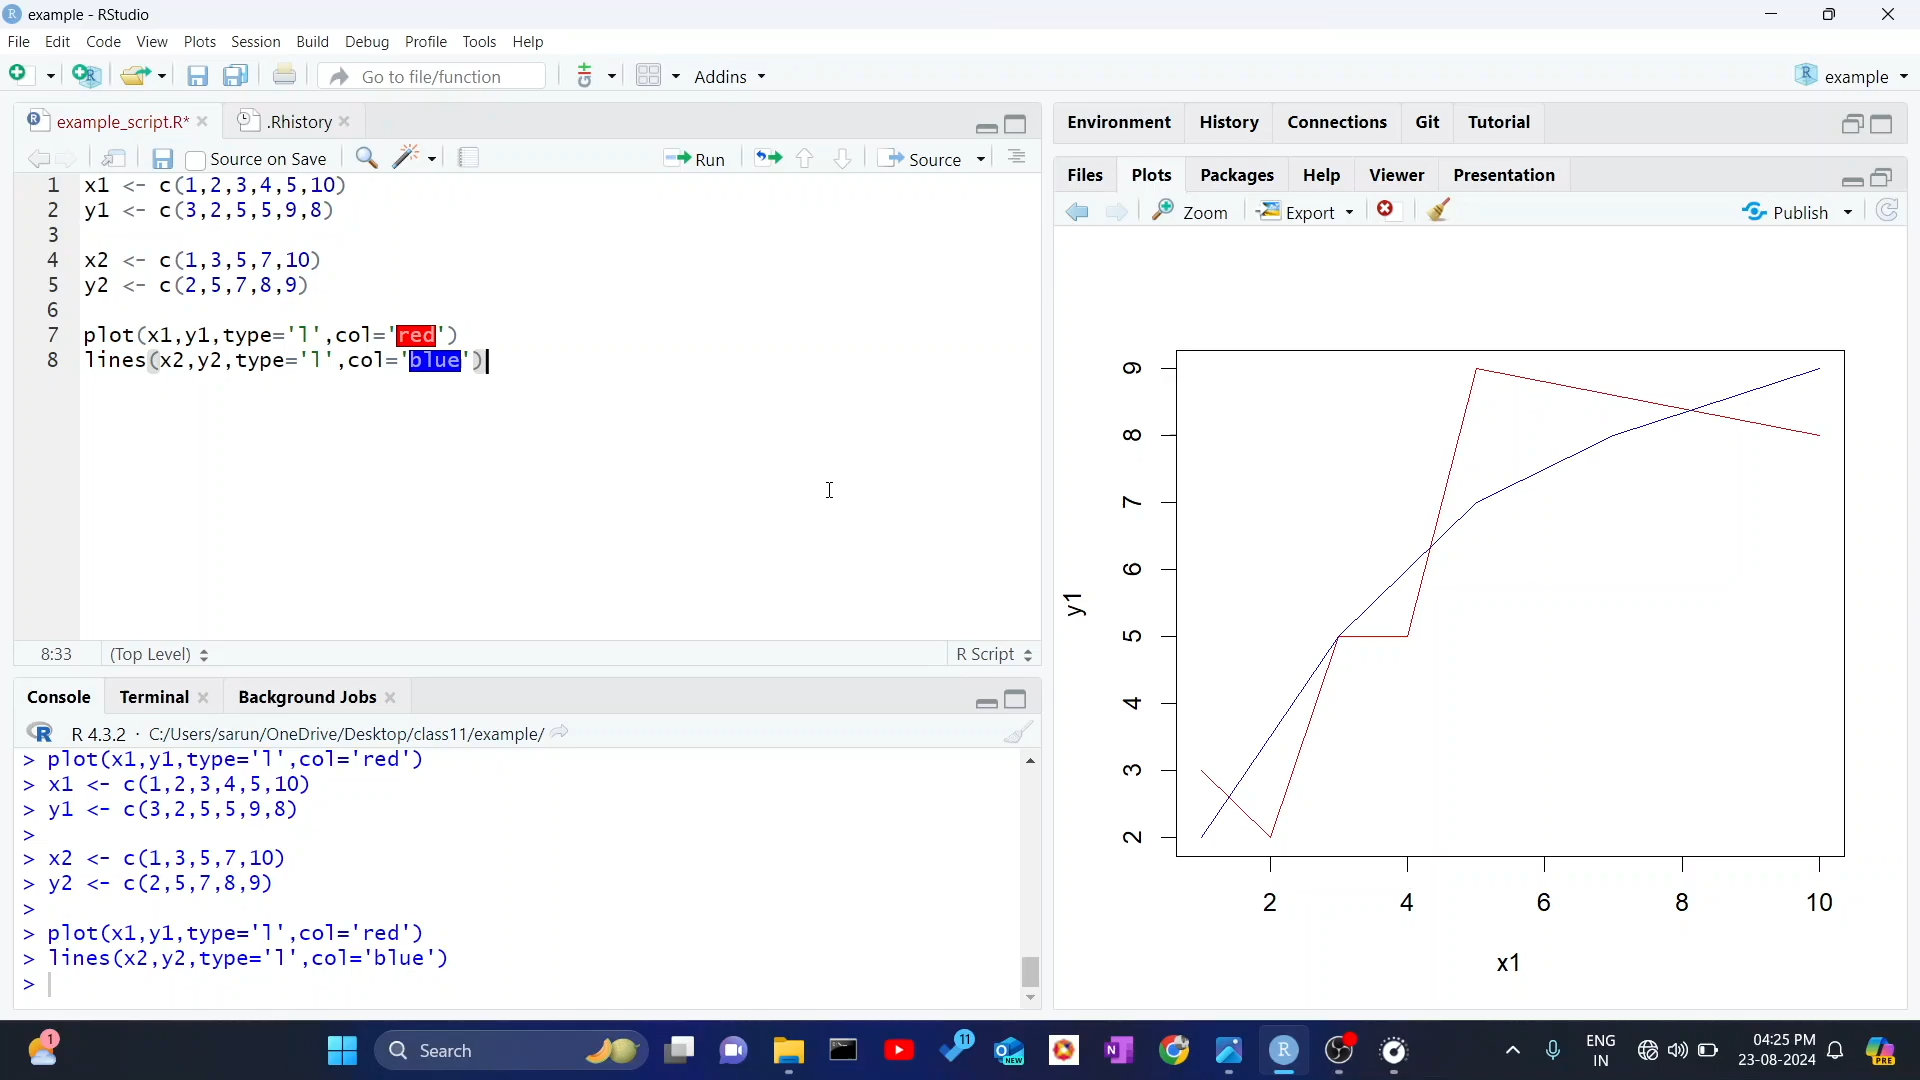 example - RStudio
File Edit Code View Plots Session Build Debug Profile Tools Help
Go to file/function Addins example
example_script.R* .Rhistory
Source on Save Run Source
1 x1 <- c(1,2,3,4,5,10)
2 y1 <- c(3,2,5,5,9,8)
3
4 x2 <- c(1,3,5,7,10)
5 y2 <- c(2,5,7,8,9)
6
7 plot(x1,y1,type='l',col='red')
8 lines(x2,y2,type='l',col='blue')
8:33 (Top Level) R Script
Console Terminal Background Jobs
R 4.3.2 · C:/Users/sarun/OneDrive/Desktop/class11/example/
> plot(x1,y1,type='l',col='red')
> x1 <- c(1,2,3,4,5,10)
> y1 <- c(3,2,5,5,9,8)
>
> x2 <- c(1,3,5,7,10)
> y2 <- c(2,5,7,8,9)
>
> plot(x1,y1,type='l',col='red')
> lines(x2,y2,type='l',col='blue')
>
Environment History Connections Git Tutorial
Files Plots Packages Help Viewer Presentation
Zoom Export Publish
9
8
7
6
5
4
3
2
y1
2 4 6 8 10
x1
1
Search
11
NEW
ENG
IN
04:25 PM
23-08-2024
PRE